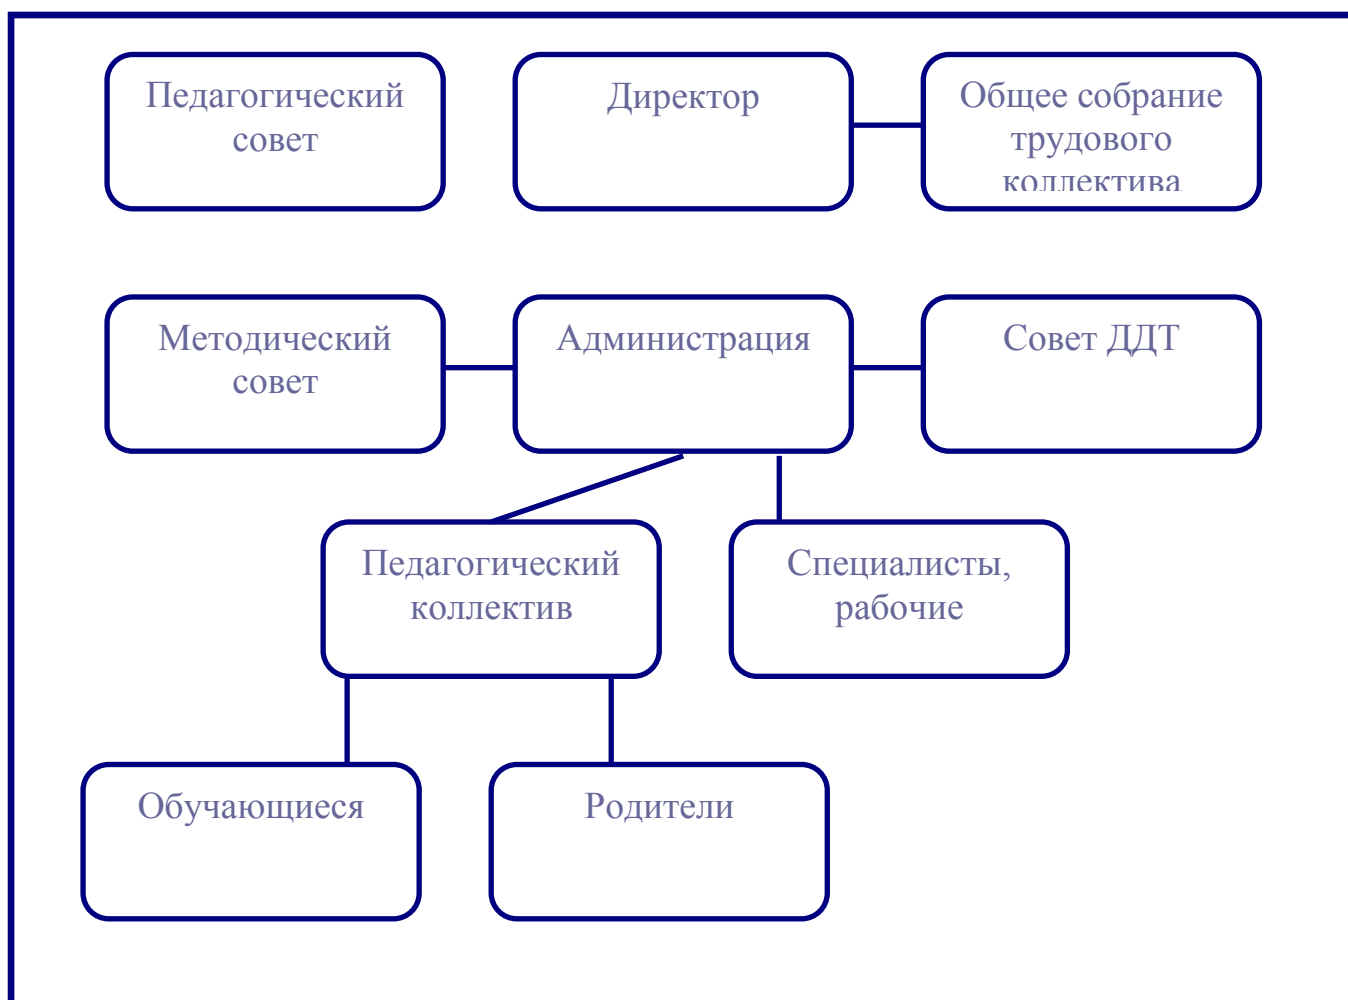 Педагогический
совет
Директор
Общее собрание
трудового
коллектива
Методический
совет
Администрация
Совет ДДТ
Педагогический
коллектив
Специалисты,
рабочие
Обучающиеся
Родители